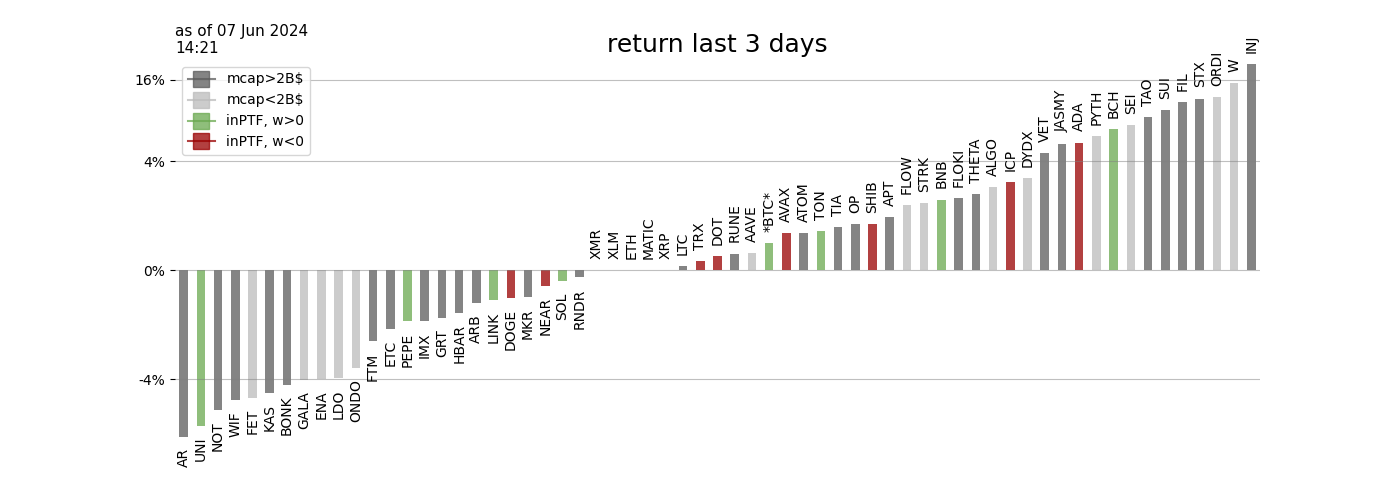 as of 07 Jun 2024
14:21
return last 3 days
mcap>2B$
mcap<2B$
inPTF, w>0
inPTF, w<0
16%
4%
0%
-4%
AR
UNI
NOT
WIF
FET
KAS
BONK
GALA
ENA
LDO
ONDO
FTM
ETC
PEPE
IMX
GRT
HBAR
ARB
LINK
DOGE
MKR
NEAR
SOL
RNDR
XMR
XLM
ETH
MATIC
XRP
LTC
TRX
DOT
RUNE
AAVE
*BTC*
AVAX
ATOM
TON
TIA
OP
SHIB
APT
FLOW
STRK
BNB
FLOKI
THETA
ALGO
ICP
DYDX
VET
JASMY
ADA
PYTH
BCH
SEI
TAO
SUI
FIL
STX
ORDI
W
INJ